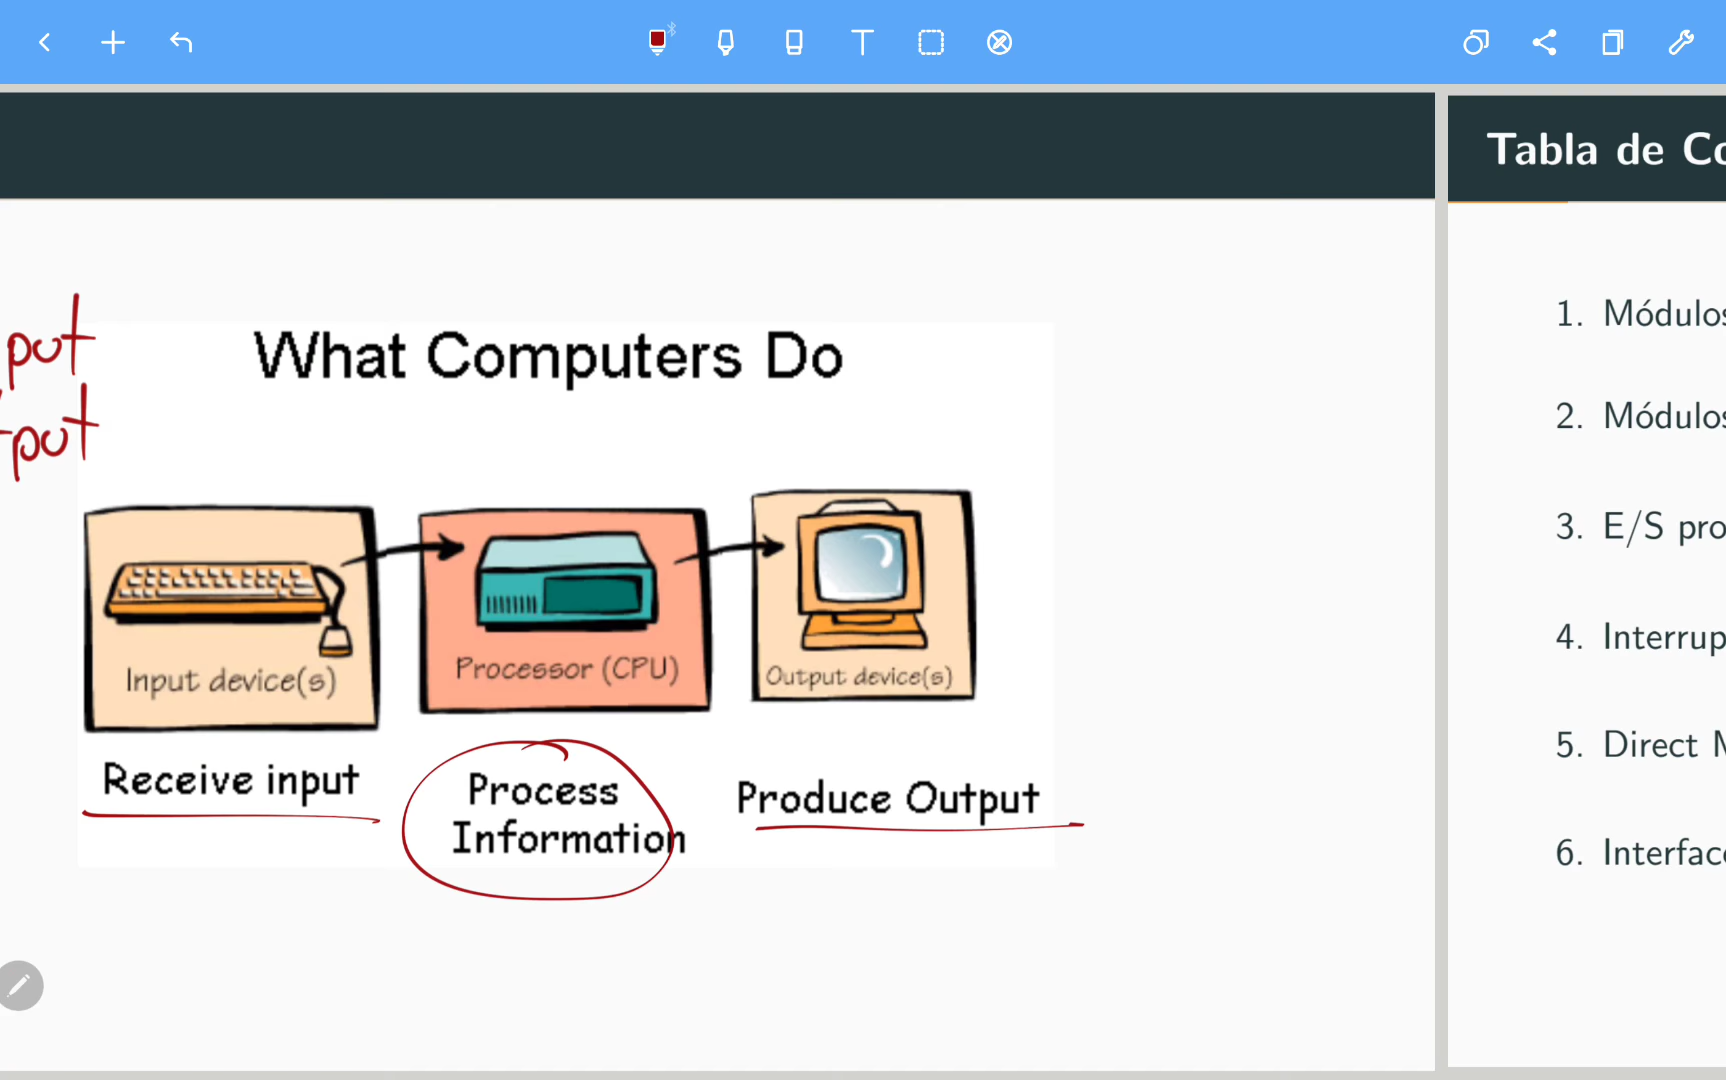 Tabla de Co
put
put
What Computers Do
Input device(s)
Processor (CPU)
Output device(s)
Receive input
Process
Information
Produce Output
1. Módulos
2. Módulos
3. E/S pro
4. Interrup
5. Direct M
6. Interface